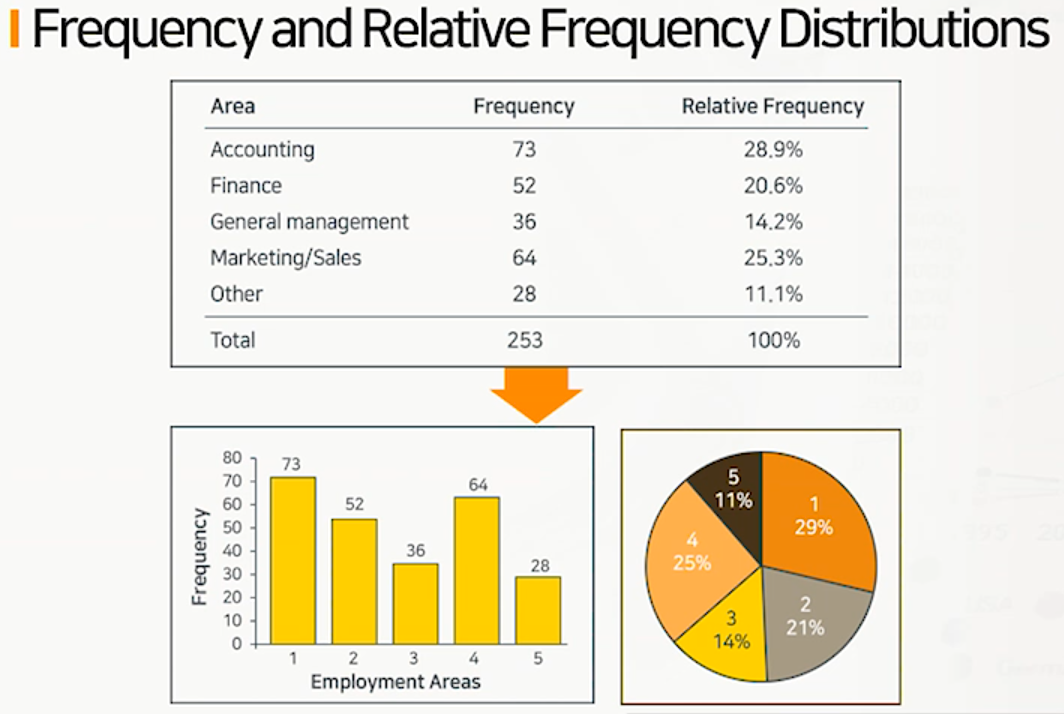 Frequency and Relative Frequency Distributions
Area Frequency Relative Frequency
Accounting 73 28.9%
Finance 52 20.6%
General management 36 14.2%
Marketing/Sales 64 25.3%
Other 28 11.1%
Total 253 100%
80
70
60
50
40
30
20
10
0
Frequency
73
52
36
64
28
1 2 3 4 5
Employment Areas
1
29%
2
21%
3
14%
4
25%
5
11%